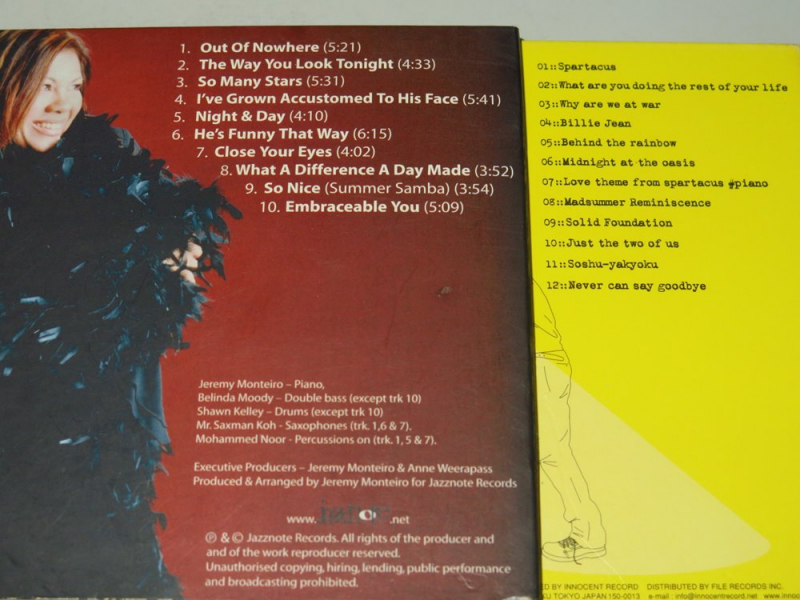 1. Out Of Nowhere (5:21)
2. The Way You Look Tonight (4:33)
3. So Many Stars (5:31)
4. I've Grown Accustomed To His Face (5:41)
5. Night & Day (4:10)
6. He's Funny That Way (6:15)
7. Close Your Eyes (4:02)
8. What A Difference A Day Made (3:52)
9. So Nice (Summer Samba) (3:54)
10. Embraceable You (5:09)
Jeremy Monteiro – Piano,
Belinda Moody – Double bass (except trk 10)
Shawn Kelley – Drums (except trk 10)
Mr. Saxman Koh - Saxophones (trk. 1,6 & 7).
Mohammed Noor - Percussions on (trk. 1, 5 & 7).
Executive Producers – Jeremy Monteiro & Anne Weerapass
Produced & Arranged by Jeremy Monteiro for Jazznote Records
www. .net
℗ & © Jazznote Records. All rights of the producer and
and of the work reproducer reserved.
Unauthorised copying, hiring, lending, public performance
and broadcasting prohibited.
01::Spartacus
02::What are you doing the rest of your life
03::Why are we at war
04::Billie Jean
05::Behind the rainbow
06::Midnight at the oasis
07::Love theme from spartacus #piano
08::Madsummer Reminiscence
09::Solid Foundation
10::Just the two of us
11::Soshu-yakyoku
12::Never can say goodbye
ED BY INNOCENT RECORD DISTRIBUTED BY FILE RECORDS INC.
KU TOKYO JAPAN 150-0013 e-mail : info@innocentrecord.net www.innoc